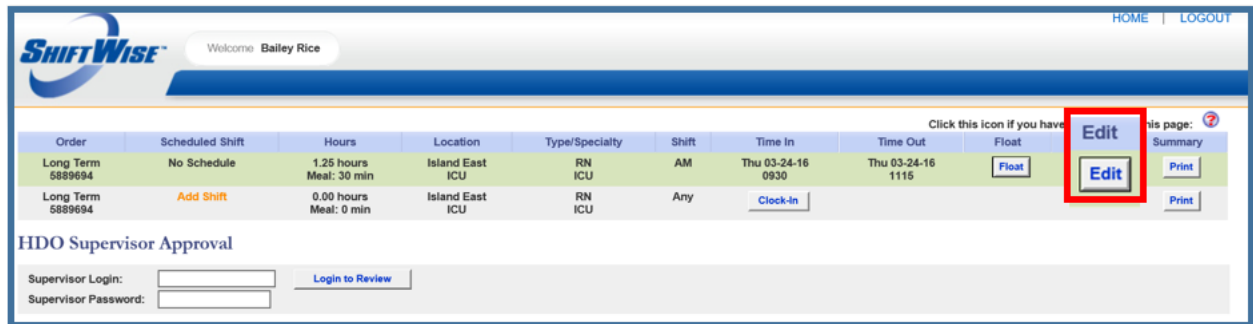 HOME | LOGOUT
SHIFTWISE™
Welcome Bailey Rice
Click this icon if you have his page:
Order Scheduled Shift Hours Location Type/Specialty Shift Time In Time Out Float Edit Summary
Long Term No Schedule 1.25 hours Island East RN AM Thu 03-24-16 Thu 03-24-16 Float Edit Print
5889694 Meal: 30 min ICU ICU 0930 1115
Long Term Add Shift 0.00 hours Island East RN Any Clock-In Print
5889694 Meal: 0 min ICU ICU
HDO Supervisor Approval
Supervisor Login: Login to Review
Supervisor Password: